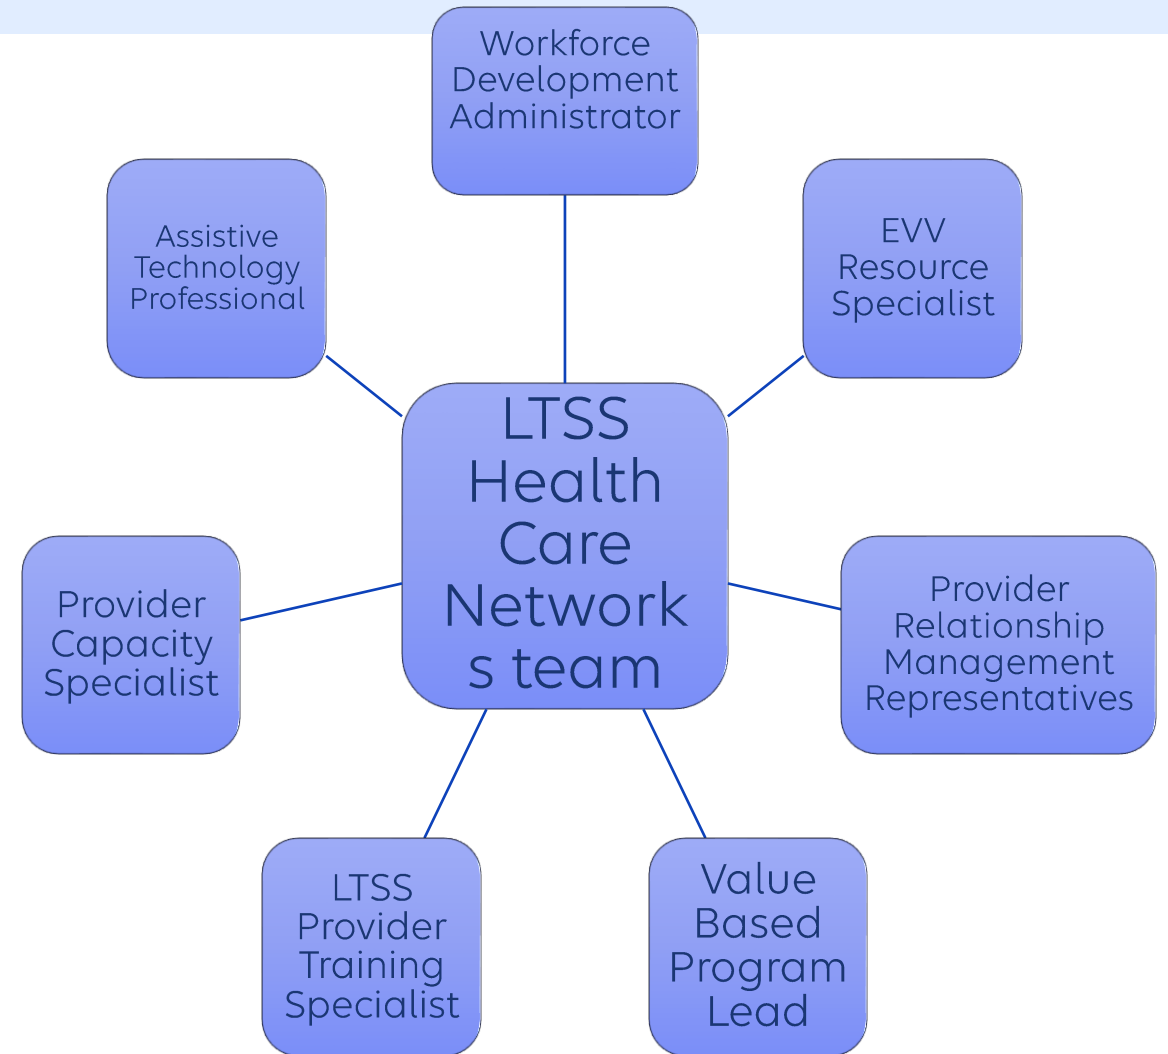 Workforce
Development
Administrator
Assistive
Technology
Professional
EVV
Resource
Specialist
LTSS
Health
Care
Network
s team
Provider
Capacity
Specialist
Provider
Relationship
Management
Representatives
LTSS
Provider
Training
Specialist
Value
Based
Program
Lead